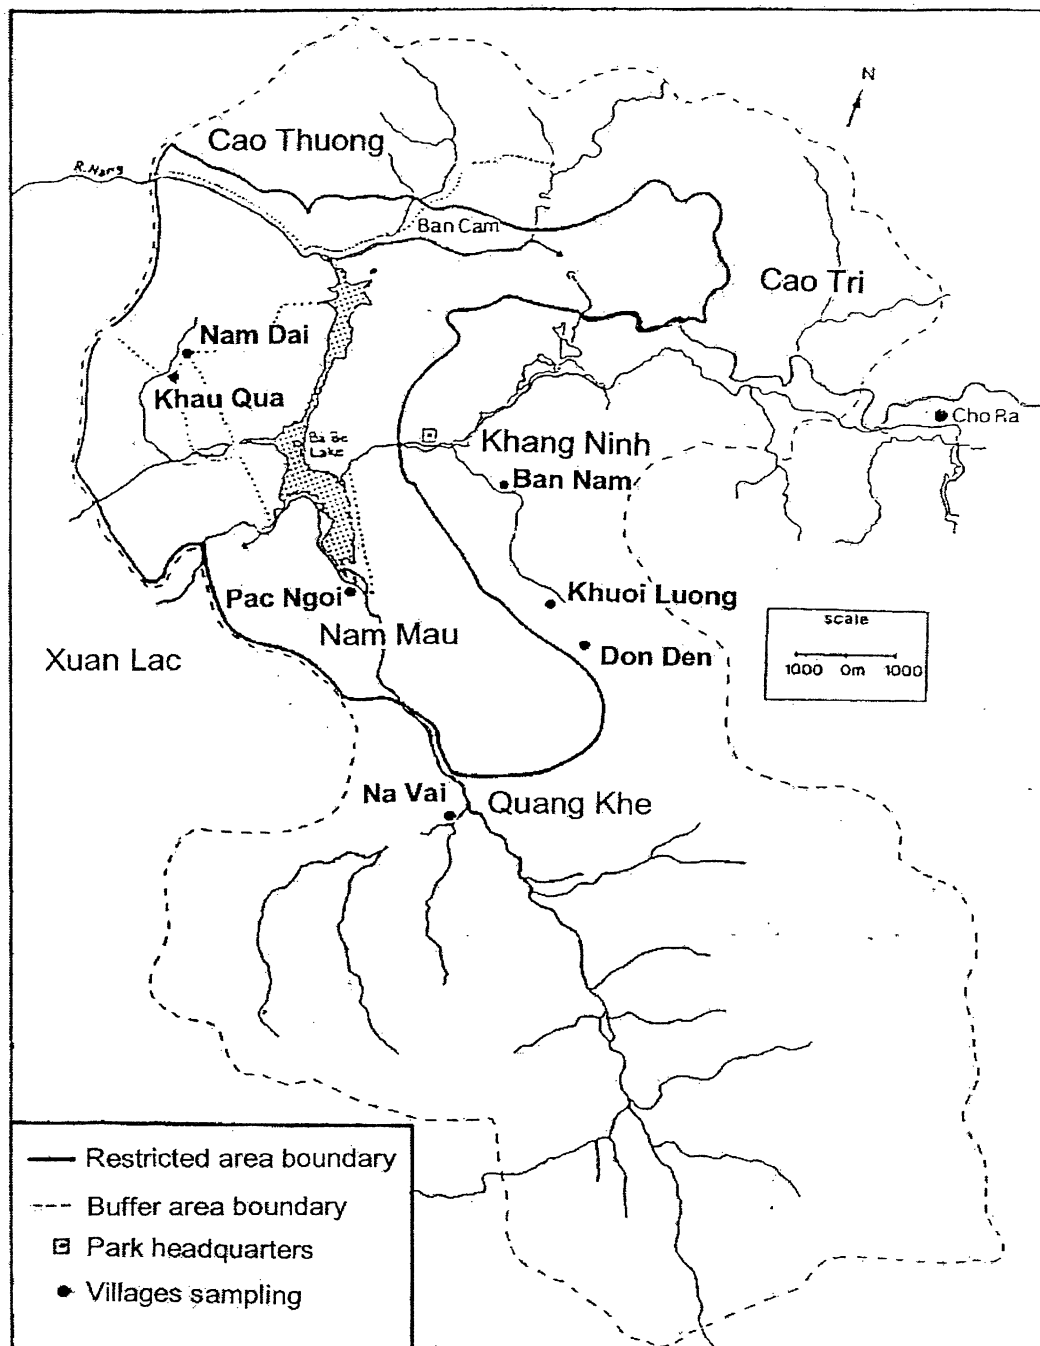 N
Cao Thuong
R.Nang
Ban Cam
Cao Tri
Nam Dai
Khau Qua
Cho Ra
Ba Be
Lake
Khang Ninh
Ban Nam
Pac Ngoi
Khuoi Luong
Nam Mau
Don Den
Xuan Lac
scale
1000 0m 1000
Na Vai
Quang Khe
Restricted area boundary
Buffer area boundary
Park headquarters
Villages sampling